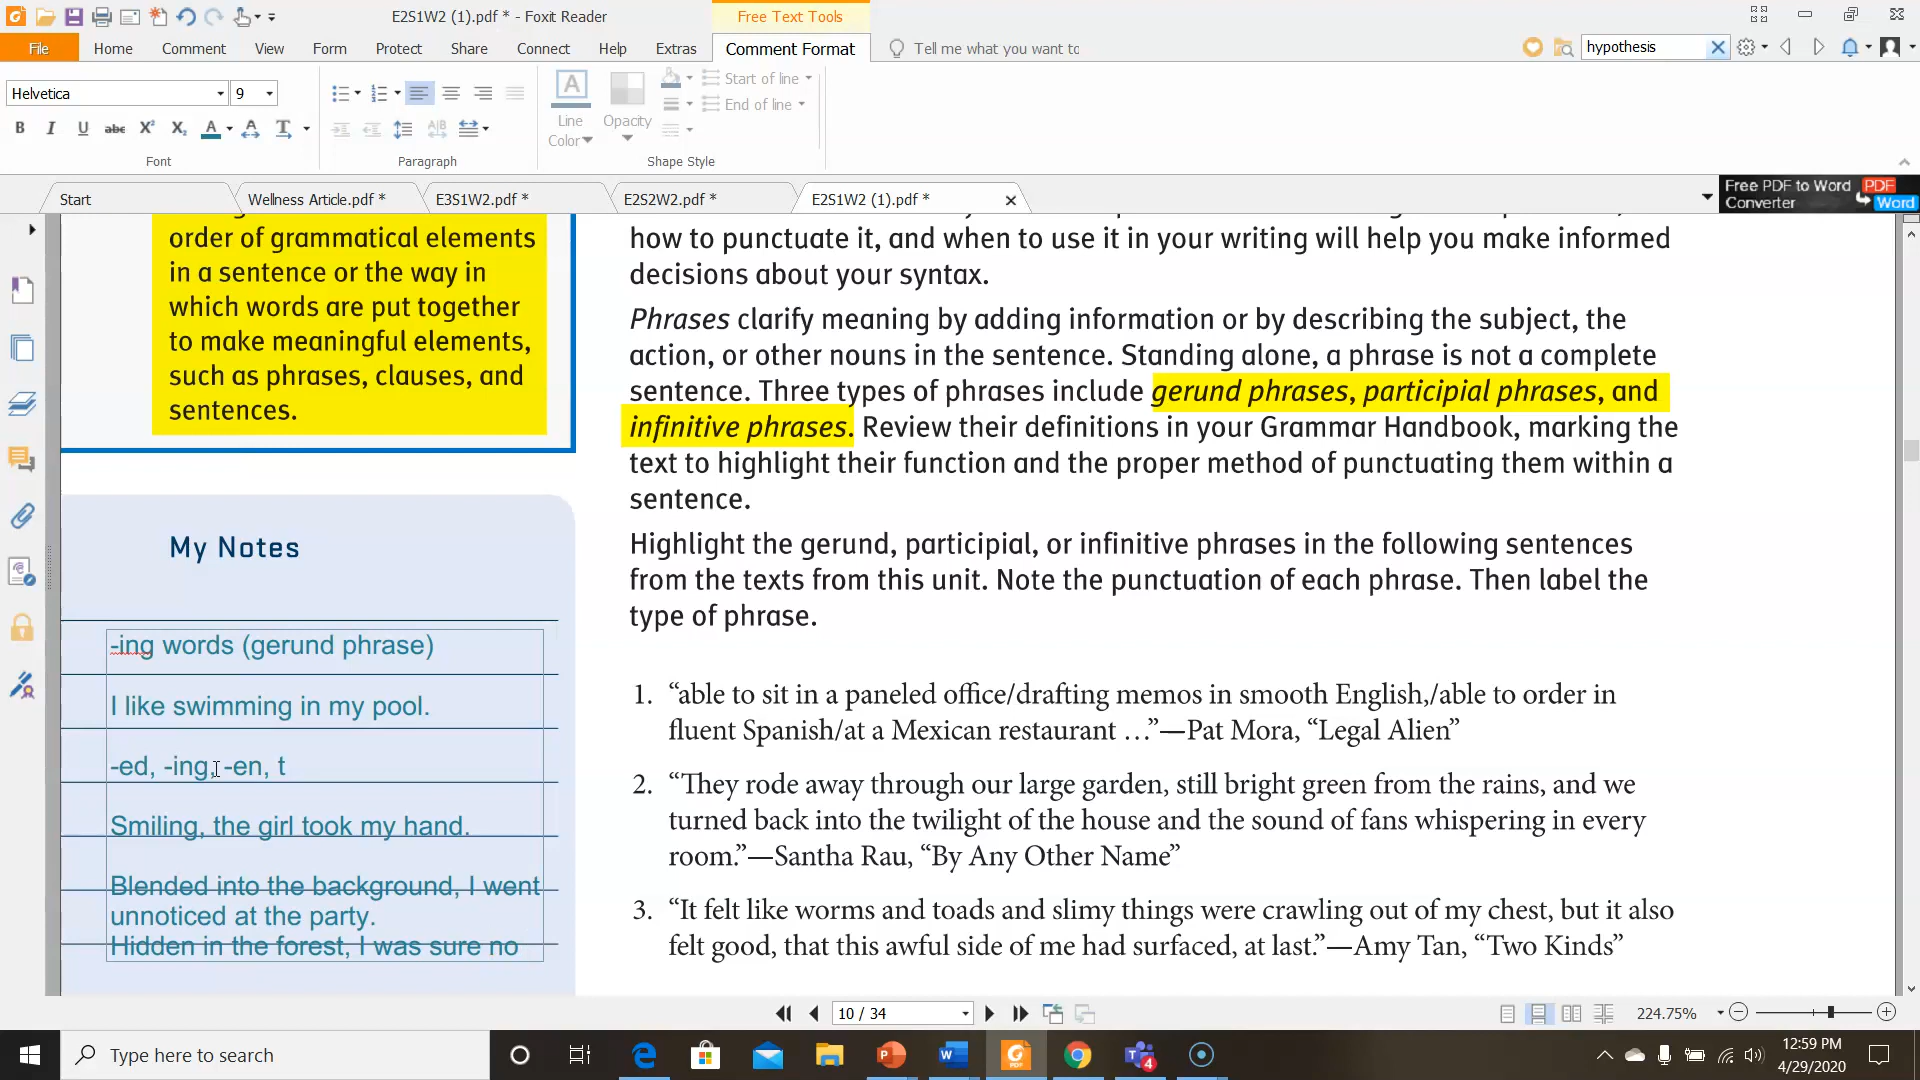 E2S1W2 (1).pdf * - Foxit Reader
Free Text Tools
File
Home
Comment
View
Form
Protect
Share
Connect
Help
Extras
Comment Format
Tell me what you want to
hypothesis
Helvetica
9
Start of line
End of line
Line
Color
Opacity
Font
Paragraph
Shape Style
Start
Wellness Article.pdf *
E3S1W2.pdf *
E2S2W2.pdf *
E2S1W2 (1).pdf *
Free PDF to Word
Converter
PDF
Word
order of grammatical elements
in a sentence or the way in
which words are put together
to make meaningful elements,
such as phrases, clauses, and
sentences.
My Notes
-ing words (gerund phrase)
I like swimming in my pool.
-ed, -ing, -en, t
Smiling, the girl took my hand.
Blended into the background, I went
unnoticed at the party.
Hidden in the forest, I was sure no
how to punctuate it, and when to use it in your writing will help you make informed
decisions about your syntax.
Phrases clarify meaning by adding information or by describing the subject, the
action, or other nouns in the sentence. Standing alone, a phrase is not a complete
sentence. Three types of phrases include gerund phrases, participial phrases, and
infinitive phrases. Review their definitions in your Grammar Handbook, marking the
text to highlight their function and the proper method of punctuating them within a
sentence.
Highlight the gerund, participial, or infinitive phrases in the following sentences
from the texts from this unit. Note the punctuation of each phrase. Then label the
type of phrase.
1. “able to sit in a paneled office/drafting memos in smooth English,/able to order in
fluent Spanish/at a Mexican restaurant …”—Pat Mora, “Legal Alien”
2. “They rode away through our large garden, still bright green from the rains, and we
turned back into the twilight of the house and the sound of fans whispering in every
room.”—Santha Rau, “By Any Other Name”
3. “It felt like worms and toads and slimy things were crawling out of my chest, but it also
felt good, that this awful side of me had surfaced, at last.”—Amy Tan, “Two Kinds”
10 / 34
224.75%
Type here to search
4
12:59 PM
4/29/2020